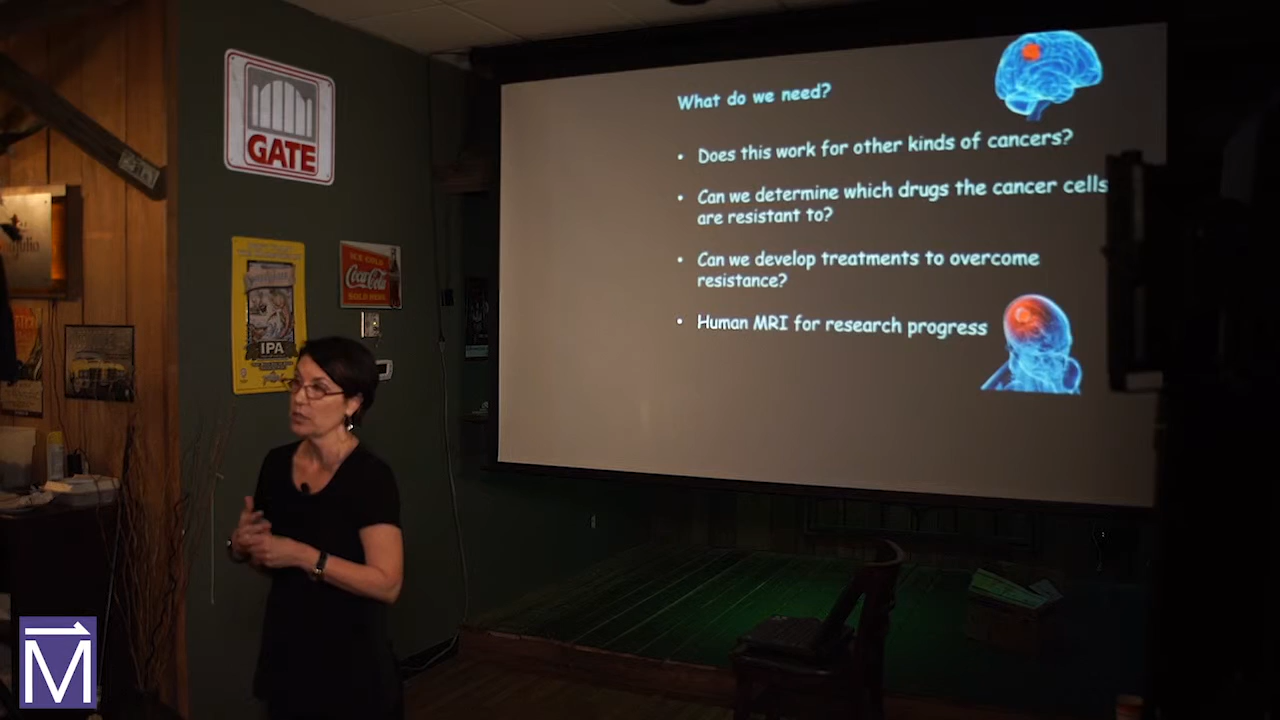 GATE
What do we need?
• Does this work for other kinds of cancers?
• Can we determine which drugs the cancer cells
are resistant to?
• Can we develop treatments to overcome
resistance?
• Human MRI for research progress
Coca-Cola
IPA
M